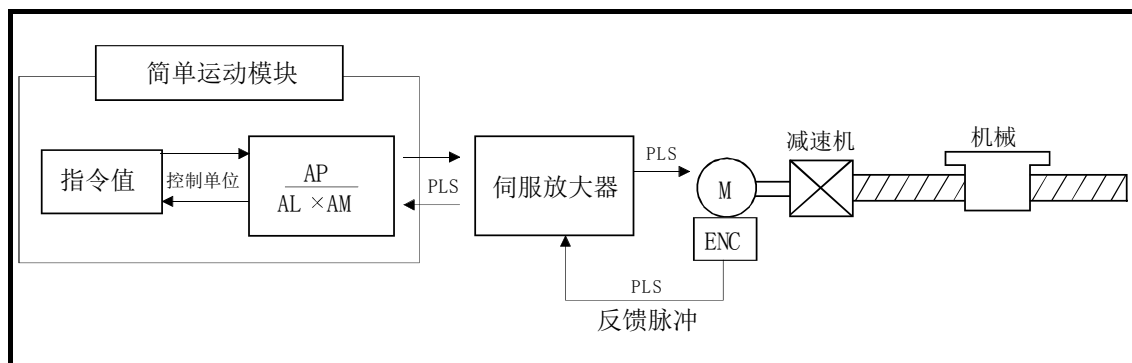 简单运动模块
指令值
控制单位
AP
AL ×AM
PLS
伺服放大器
PLS
M
ENC
减速机
机械
PLS
反馈脉冲